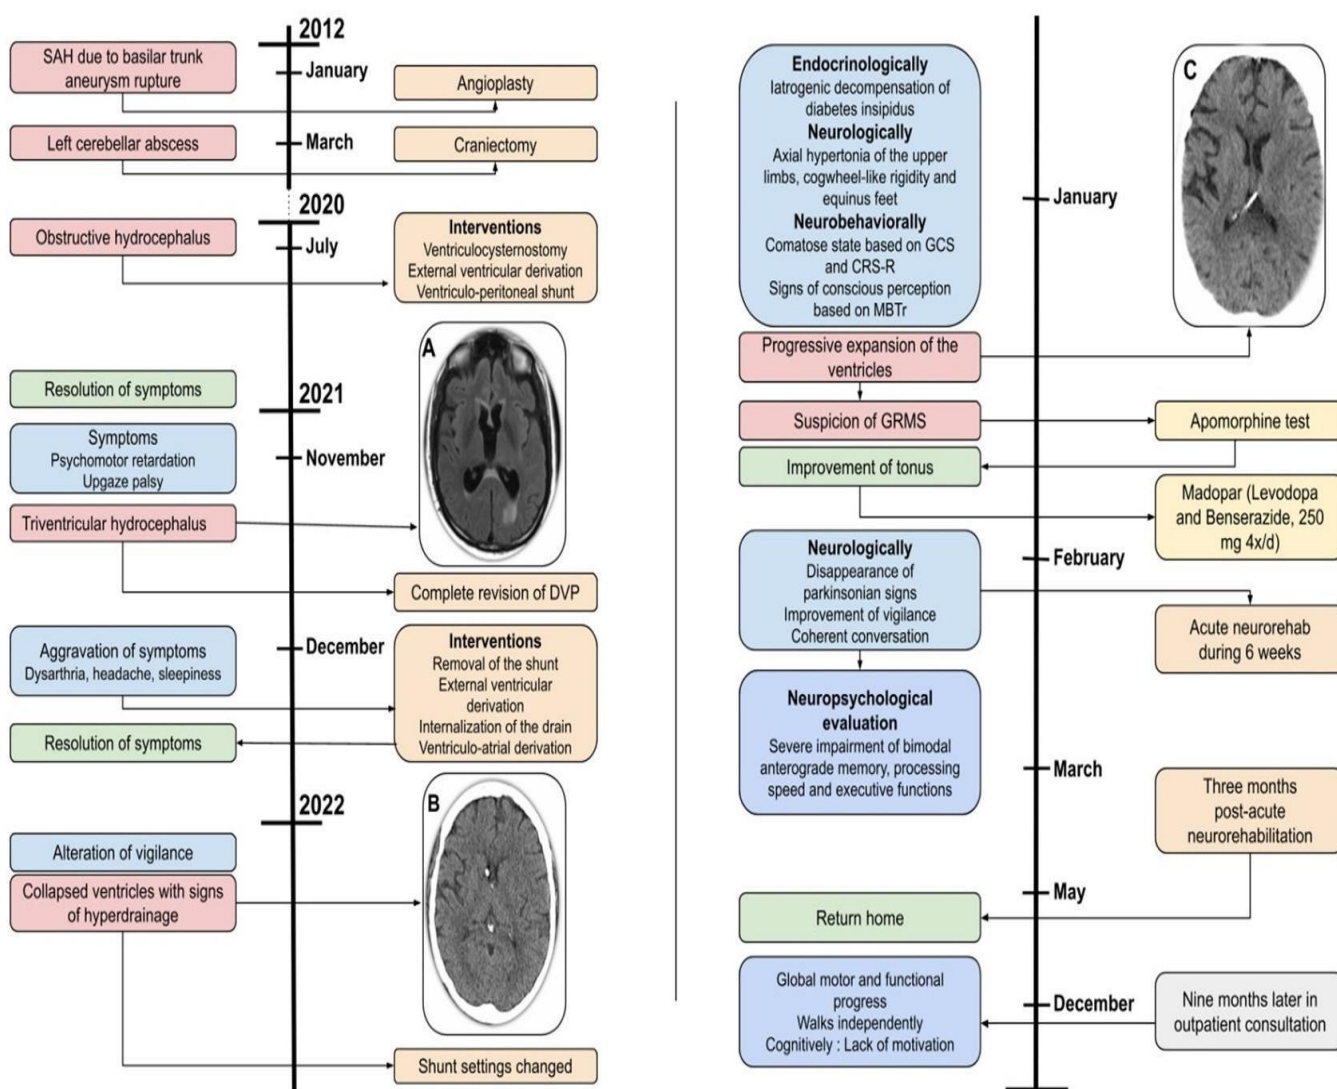 2012
SAH due to basilar trunk
aneurysm rupture
January
Angioplasty
Left cerebellar abscess
March
Craniectomy
2020
Obstructive hydrocephalus
July
Interventions
Ventriculocysternostomy
External ventricular derivation
Ventriculo-peritoneal shunt
A
Resolution of symptoms
2021
Symptoms
Psychomotor retardation
Upgaze palsy
November
Triventricular hydrocephalus
Complete revision of DVP
Aggravation of symptoms
Dysarthria, headache, sleepiness
December
Interventions
Removal of the shunt
External ventricular
derivation
Internalization of the drain
Ventriculo-atrial derivation
Resolution of symptoms
2022
B
Alteration of vigilance
Collapsed ventricles with signs
of hyperdrainage
Shunt settings changed
Endocrinologically
Iatrogenic decompensation of
diabetes insipidus
Neurologically
Axial hypertonia of the upper
limbs, cogwheel-like rigidity and
equinus feet
Neurobehaviorally
Comatose state based on GCS
and CRS-R
Signs of conscious perception
based on MBTr
January
C
Progressive expansion of the
ventricles
Suspicion of GRMS
Apomorphine test
Improvement of tonus
Madopar (Levodopa
and Benserazide, 250
mg 4x/d)
Neurologically
Disappearance of
parkinsonian signs
Improvement of vigilance
Coherent conversation
February
Acute neurorehab
during 6 weeks
Neuropsychological
evaluation
Severe impairment of bimodal
anterograde memory, processing
speed and executive functions
March
Three months
post-acute
neurorehabilitation
May
Return home
Global motor and functional
progress
Walks independently
Cognitively : Lack of motivation
December
Nine months later in
outpatient consultation